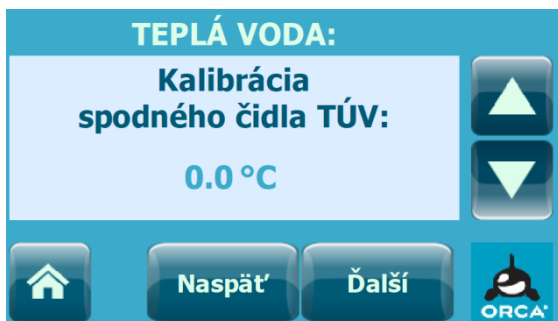 TEPLÁ VODA:
Kalibrácia
spodného čidla TÚV:
0.0 °C
Naspäť
Ďalší
ORCA